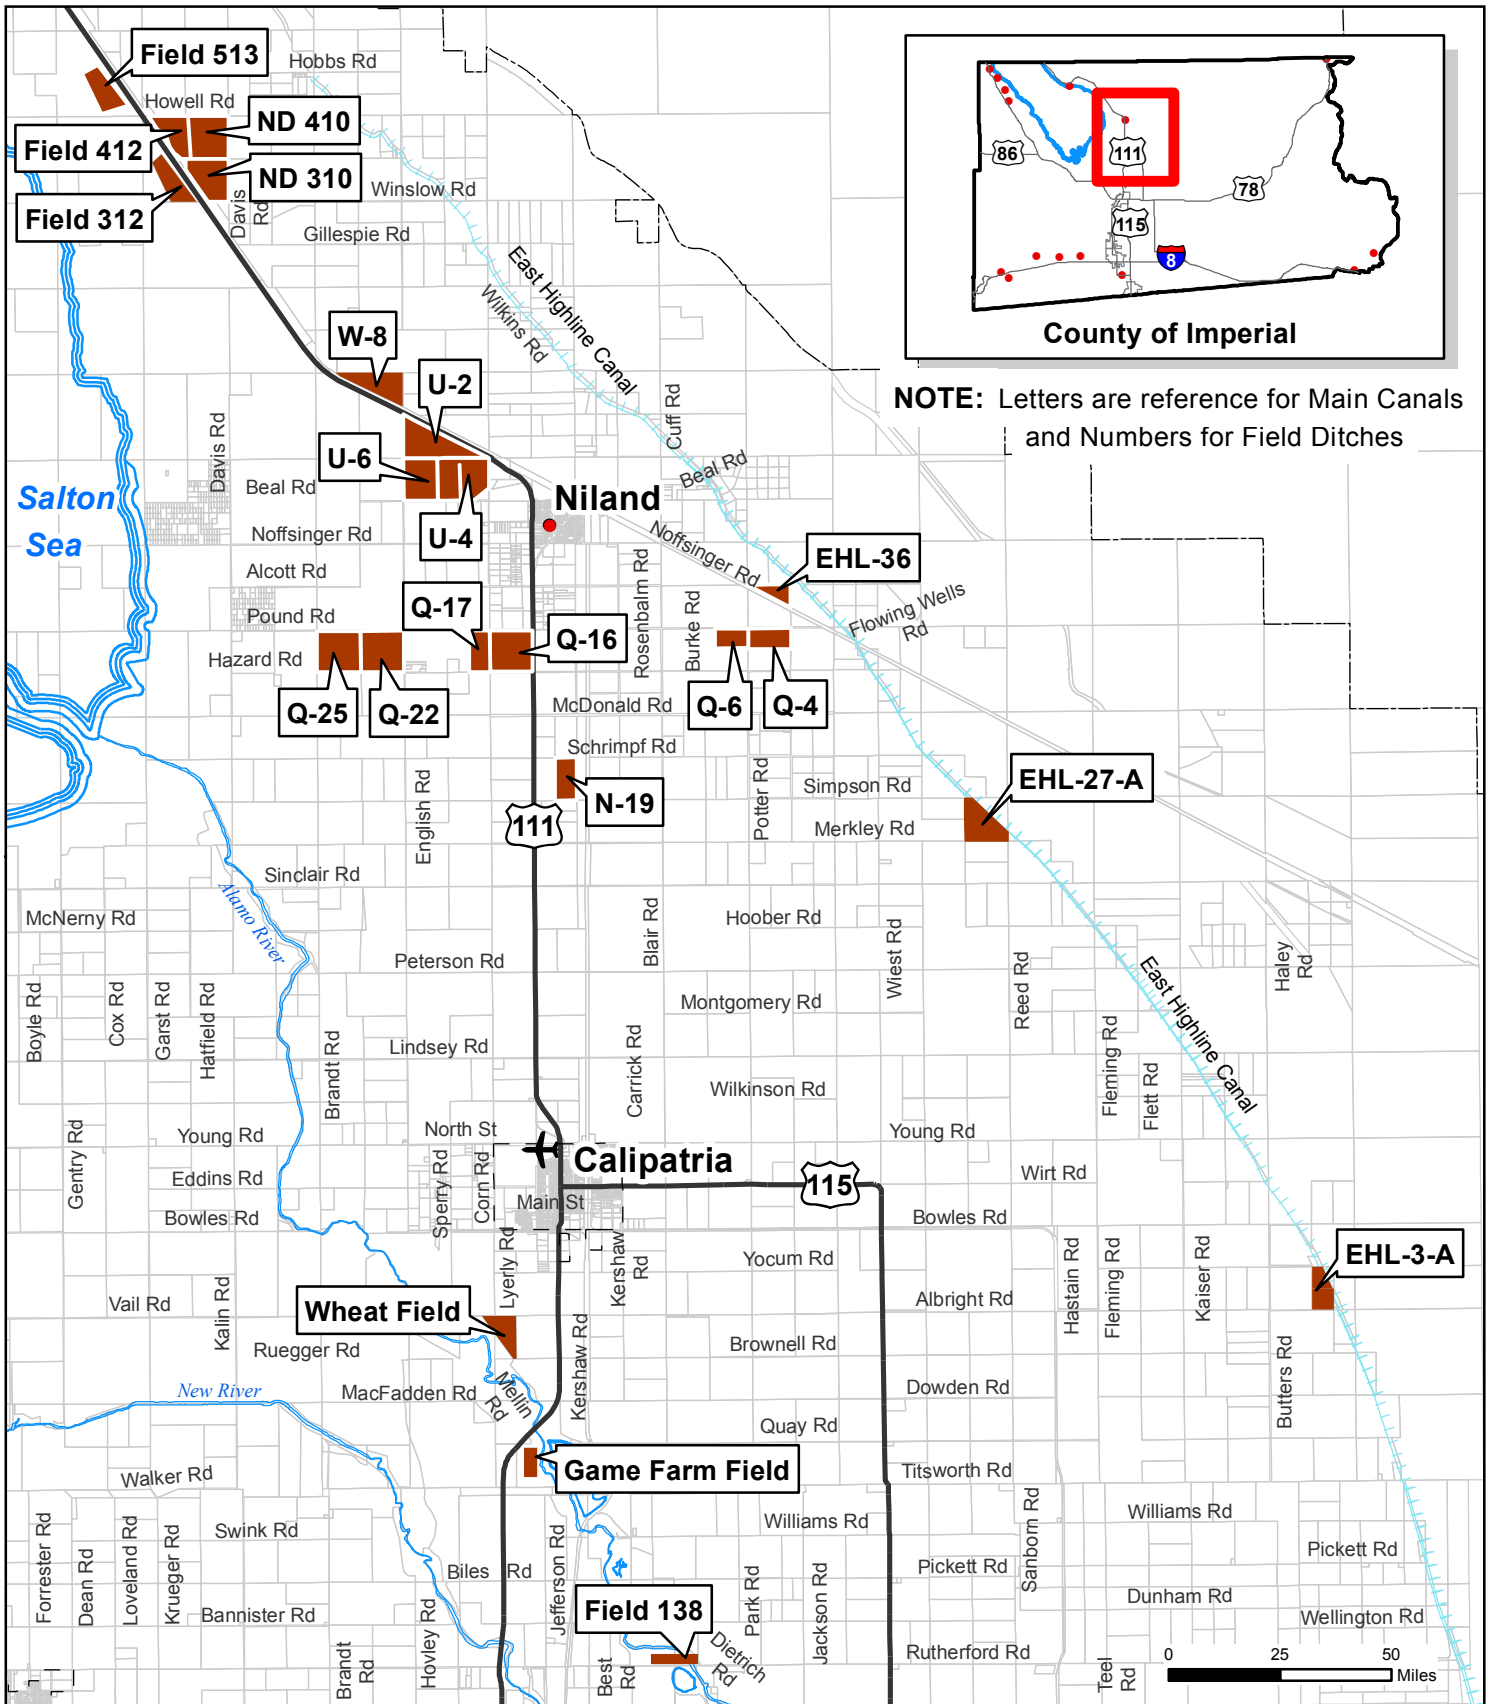 Field 513
Hobbs Rd
Howell Rd
ND 410
Field 412
ND 310
Winslow Rd
Field 312
Davis
Rd
Gillespie Rd
86
111
78
115
8
County of Imperial
NOTE: Letters are reference for Main Canals
and Numbers for Field Ditches
East Highline Canal
Wilkins Rd
W-8
U-2
Cuff Rd
Davis Rd
U-6
Beal Rd
Beal Rd
Salton
Sea
Niland
Noffsinger Rd
U-4
Noffsinger Rd
EHL-36
Alcott Rd
Q-17
Pound Rd
Rosenbalm Rd
Burke Rd
Flowing Wells
Rd
Q-16
Hazard Rd
Q-25
Q-22
McDonald Rd
Q-6
Q-4
Schrimpf Rd
English Rd
N-19
Potter Rd
Simpson Rd
EHL-27-A
111
Merkley Rd
Sinclair Rd
Alamo River
McNerny Rd
Blair Rd
Hoober Rd
Wiest Rd
Peterson Rd
Haley
Rd
Reed Rd
East Highline Canal
Montgomery Rd
Boyle Rd
Cox Rd
Garst Rd
Hatfield Rd
Brandt Rd
Lindsey Rd
Carrick Rd
Wilkinson Rd
Fleming Rd
Flett Rd
Gentry Rd
Young Rd
North St
Young Rd
Calipatria
Eddins Rd
Sperry Rd
Corn Rd
Main St
115
Wirt Rd
Bowles Rd
Bowles Rd
Lyerly Rd
Kershaw
Rd
Yocum Rd
Hastain Rd
Fleming Rd
Kaiser Rd
EHL-3-A
Vail Rd
Kalin Rd
Wheat Field
Albright Rd
Ruegger Rd
Kershaw Rd
Brownell Rd
Butters Rd
New River
MacFadden Rd
Mellin
Rd
Dowden Rd
Quay Rd
Walker Rd
Game Farm Field
Titsworth Rd
Forrester Rd
Dean Rd
Loveland Rd
Krueger Rd
Swink Rd
Williams Rd
Sanborn Rd
Williams Rd
Biles Rd
Jefferson Rd
Pickett Rd
Pickett Rd
Bannister Rd
Field 138
Park Rd
Jackson Rd
Dunham Rd
Wellington Rd
Brandt
Rd
Hovley Rd
Best
Rd
Dietrich
Rd
Rutherford Rd
Teel
Rd
0 25 50
Miles